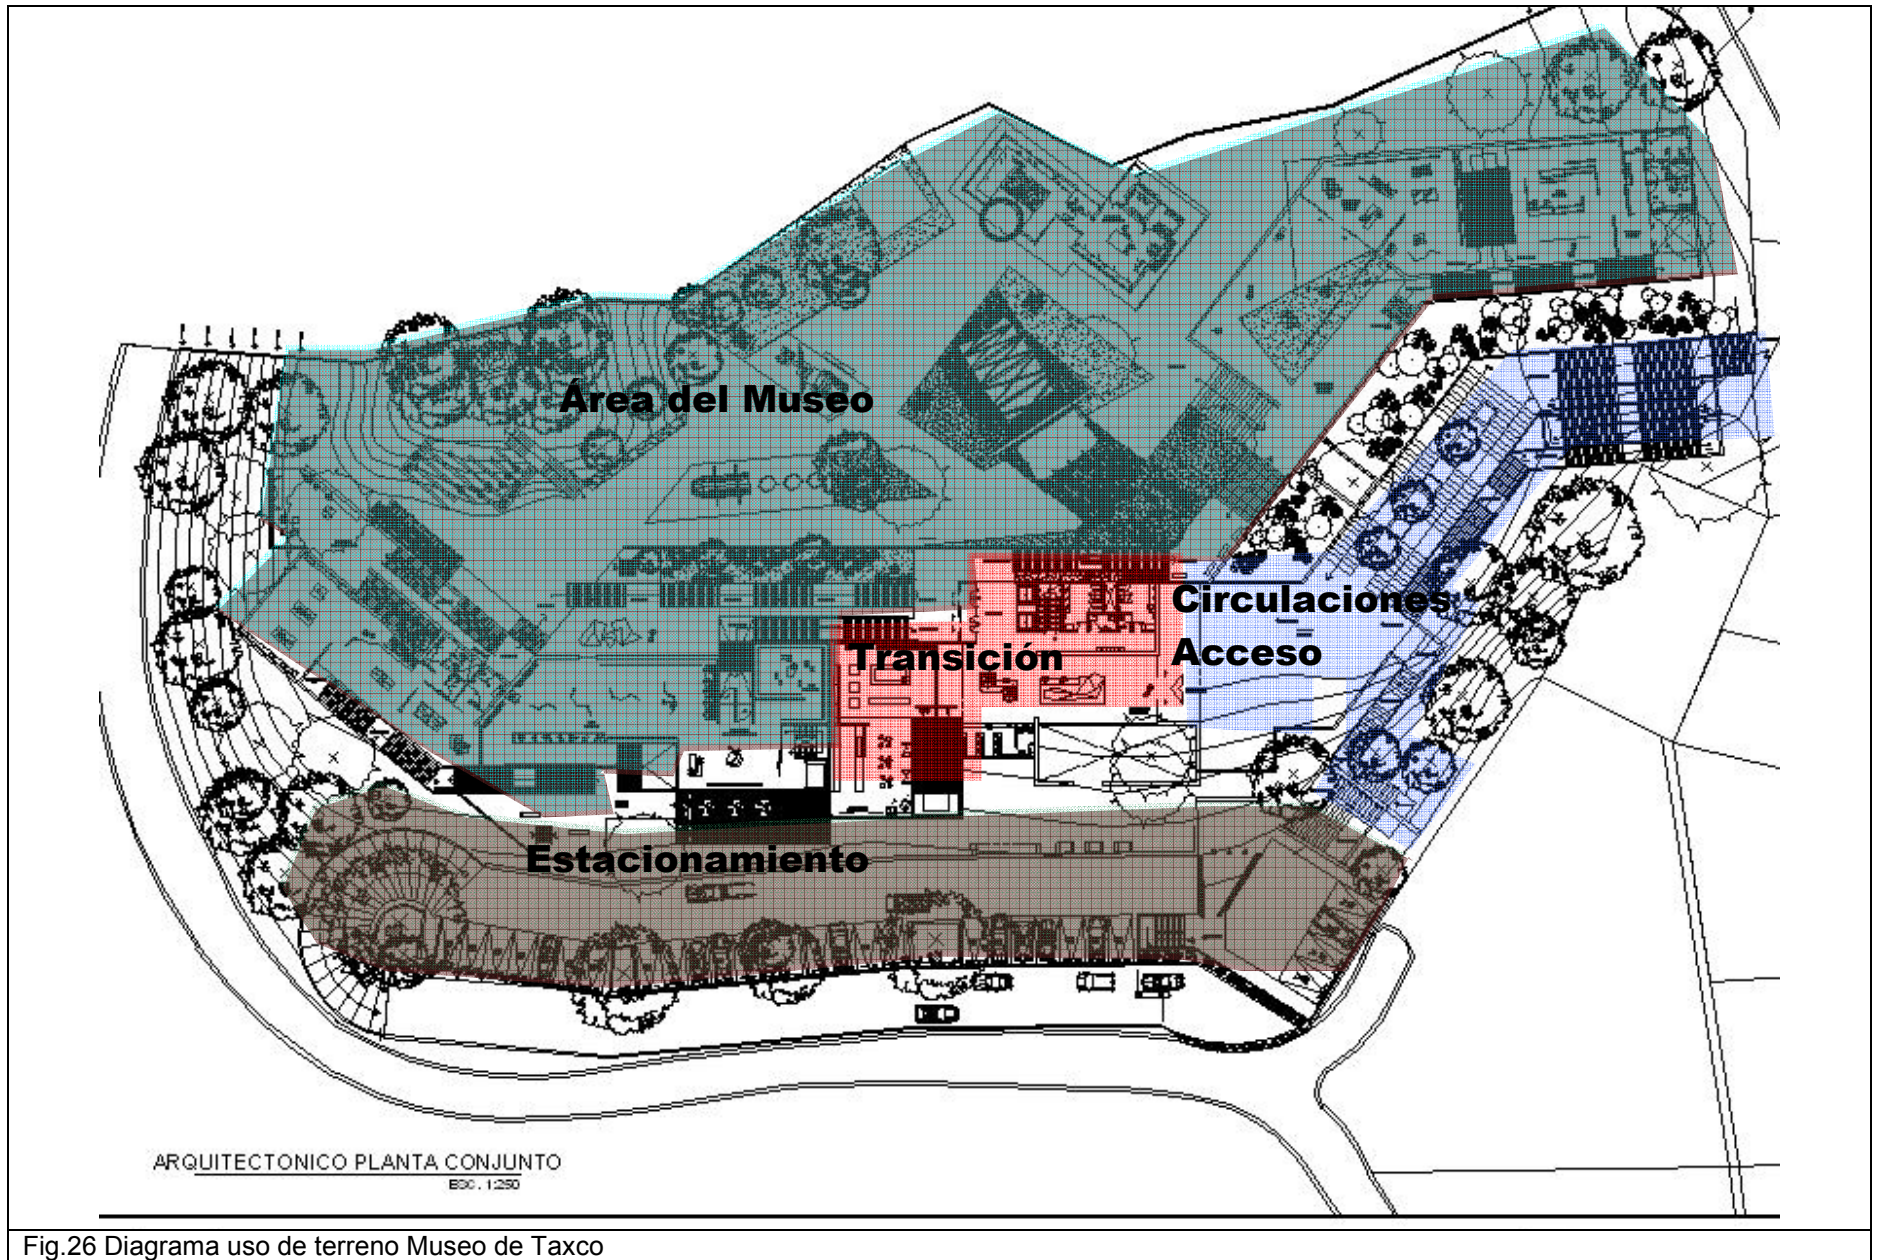 Área del Museo
Circulaciones
Acceso
Transición
Estacionamiento
ARQUITECTONICO PLANTA CONJUNTO
ESC. 1:250
Fig.26 Diagrama uso de terreno Museo de Taxco